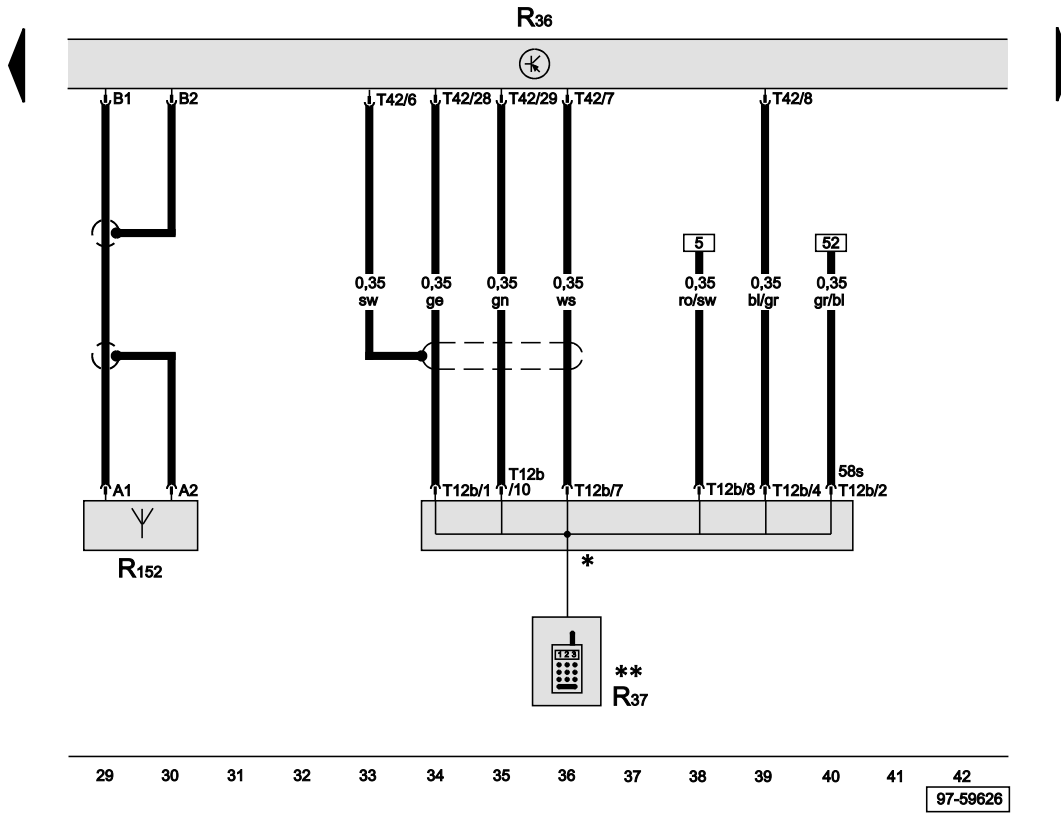 R36
B1 B2 T42/6 T42/28 T42/29 T42/7 T42/8
5 52
0,35 0,35 0,35 0,35 0,35 0,35 0,35
sw ge gn ws ro/sw bl/gr gr/bl
58s
A1 A2 T12b/1 T12b /10 T12b/7 T12b/8 T12b/4 T12b/2
R152
*
1 2 3
**
R37
29 30 31 32 33 34 35 36 37 38 39 40 41 42
97-59626